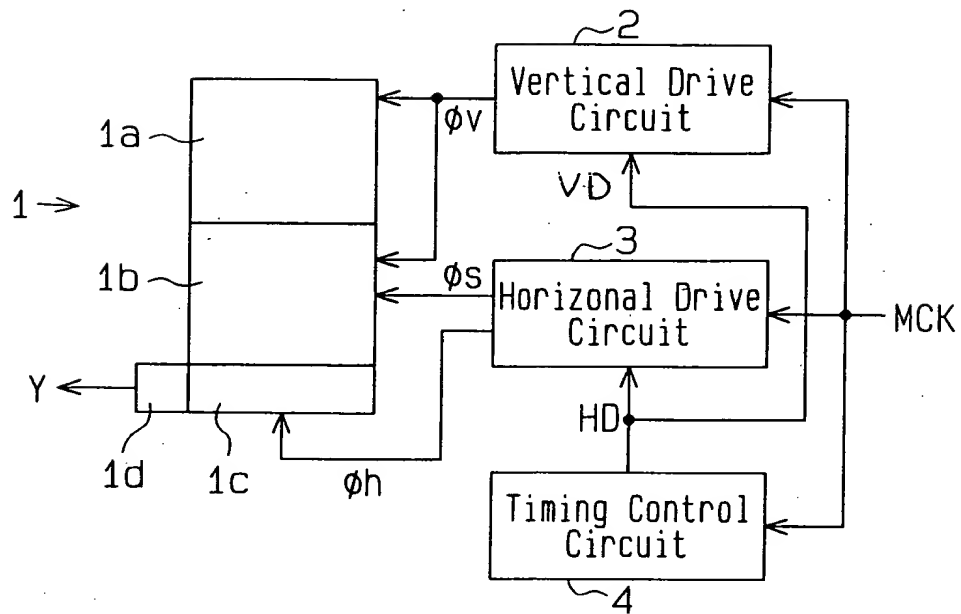 2
Vertical Drive
Circuit
φv
1a
VD
1
3
1b
φs
Horizonal Drive
Circuit
MCK
Y
HD
1d
1c
φh
Timing Control
Circuit
4